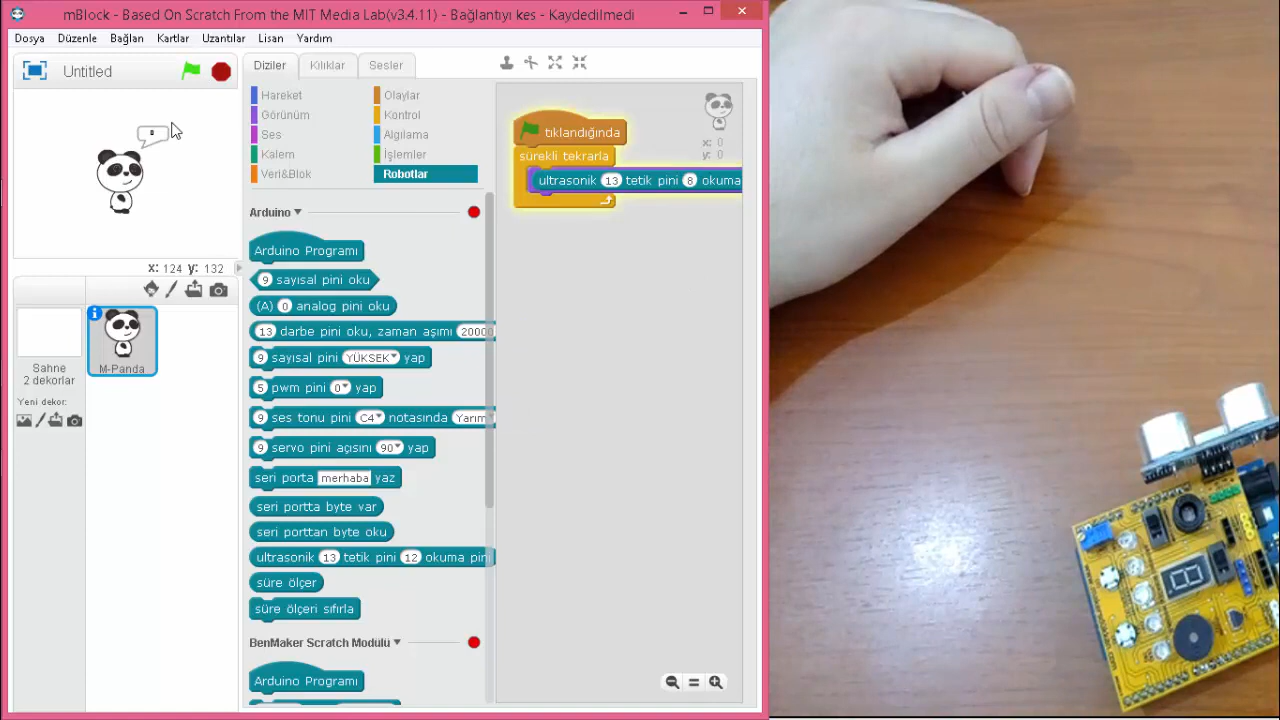 mBlock - Based On Scratch From the MIT Media Lab(v3.4.11) - Bağlantıyı kes - Kaydedilmedi
Dosya Düzenle Bağlan Kartlar Uzantılar Lisan Yardım
Untitled
x: 124 y: 132
Sahne
2 dekorlar
Yeni dekor:
M-Panda
Diziler Kılıklar Sesler
Hareket Olaylar
Görünüm Kontrol
Ses Algılama
Kalem İşlemler
Veri&Blok Robotlar
Arduino
Arduino Programı
9 sayısal pini oku
(A) 0 analog pini oku
13 darbe pini oku, zaman aşımı 20000
9 sayısal pini YÜKSEK yap
5 pwm pini 0 yap
9 ses tonu pini C4 notasında Yarım
9 servo pini açısını 90 yap
seri porta merhaba yaz
seri portta byte var
seri porttan byte oku
ultrasonik 13 tetik pini 12 okuma pini
süre ölçer
süre ölçeri sıfırla
BenMaker Scratch Modülü
Arduino Programı
tıklandığında
sürekli tekrarla
ultrasonik 13 tetik pini 8 okuma
x: 0
y: 0